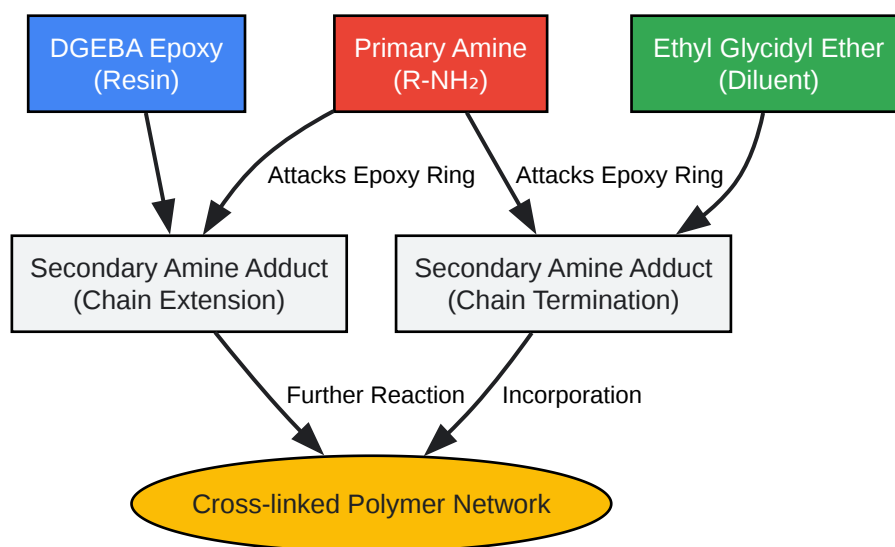 DGEBA Epoxy
(Resin)
Primary Amine
(R-NH₂)
Ethyl Glycidyl Ether
(Diluent)
Attacks Epoxy Ring
Attacks Epoxy Ring
Secondary Amine Adduct
(Chain Extension)
Secondary Amine Adduct
(Chain Termination)
Further Reaction
Incorporation
Cross-linked Polymer Network